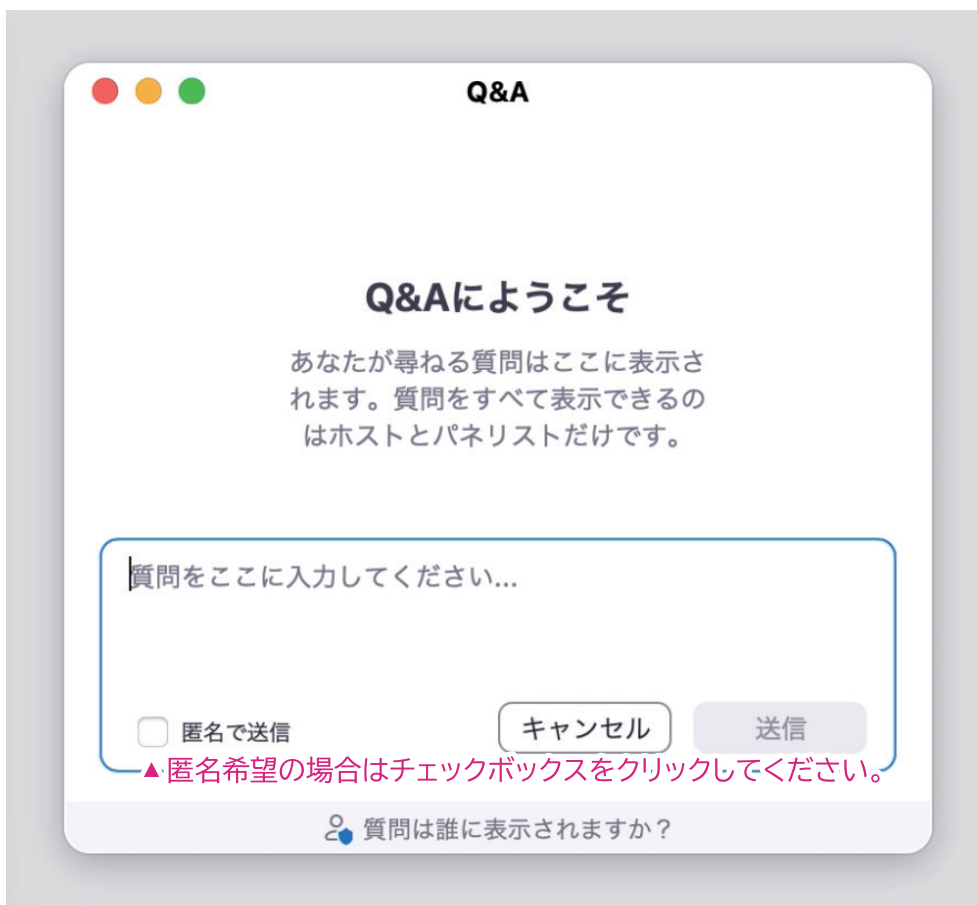 Q&A
Q&Aにようこそ
あなたが尋ねる質問はここに表示さ
れます。質問をすべて表示できるの
はホストとパネリストだけです。
質問をここに入力してください...
匿名で送信
キャンセル
送信
▲匿名希望の場合はチェックボックスをクリックしてください。
質問は誰に表示されますか？